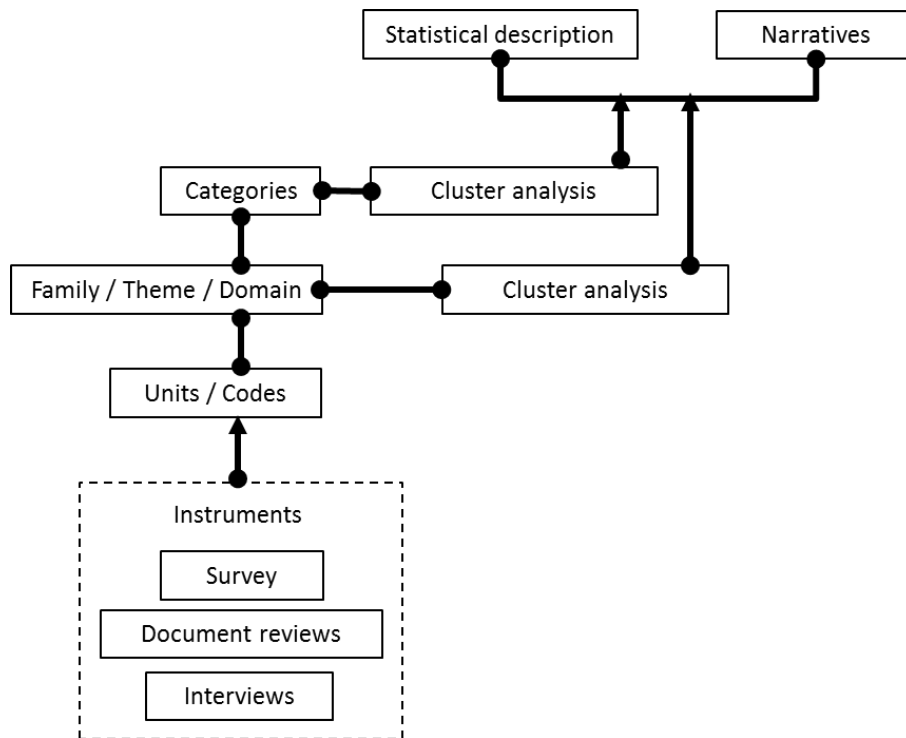 Statistical description
Narratives
Categories
Cluster analysis
Family / Theme / Domain
Cluster analysis
Units / Codes
Instruments
Survey
Document reviews
Interviews